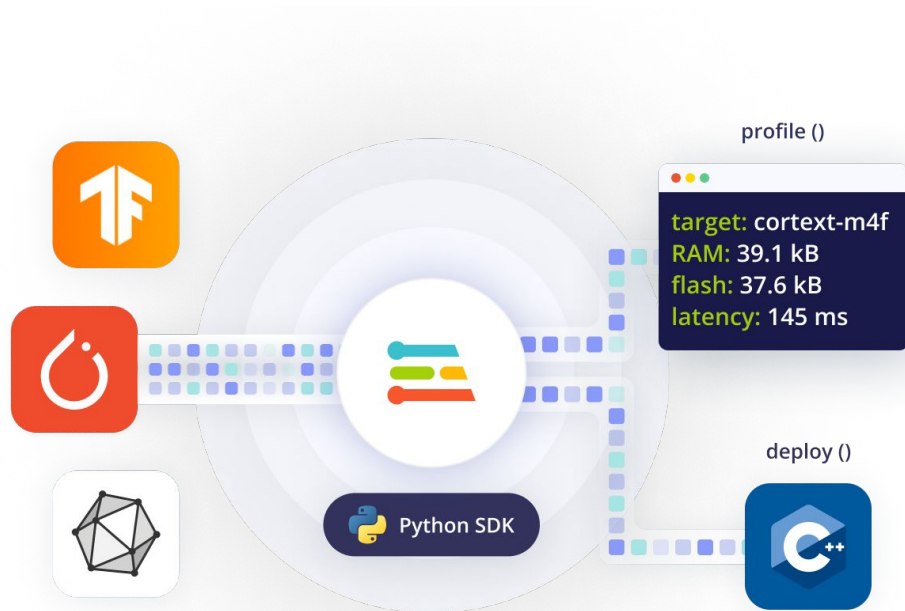 profile ()
target: cortext-m4f
RAM: 39.1 kB
flash: 37.6 kB
latency: 145 ms
deploy ()
Python SDK
C++